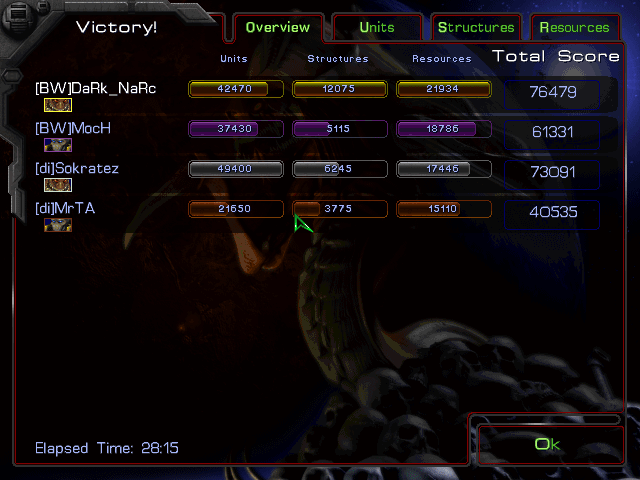 Victory!
Overview
Units
Structures
Resources
Units Structures Resources Total Score
[BW]DaRk_NaRc 42470 12075 21934 76479
[BW]MocH 37430 5115 18786 61331
[di]Sokratez 49400 6245 17446 73091
[di]MrTA 21650 3775 15110 40535
Elapsed Time: 28:15
Ok